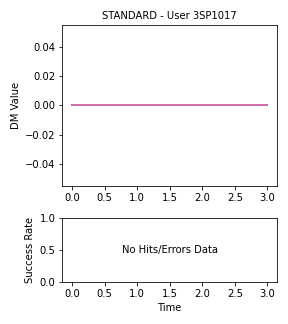 STANDARD - User 3SP1017
DM Value
0.04
0.02
0.00
−0.02
−0.04
0.0 0.5 1.0 1.5 2.0 2.5 3.0
Success Rate
1.0
0.5
0.0
No Hits/Errors Data
0.0 0.5 1.0 1.5 2.0 2.5 3.0
Time